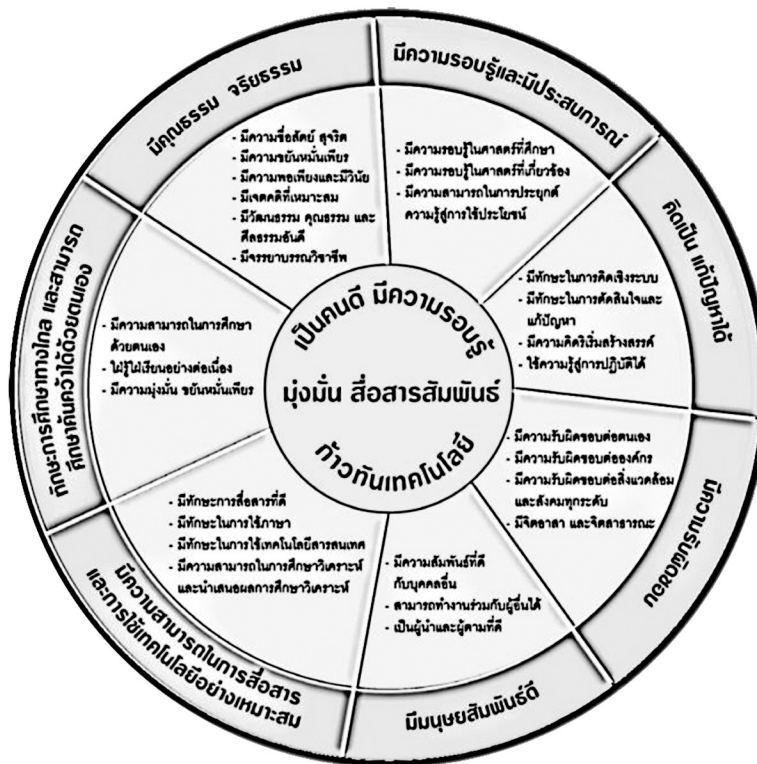 มีคุณธรรม จริยธรรม
- มีความซื่อสัตย์ สุจริต
- มีความขยันหมั่นเพียร
- มีความพอเพียงและมีวินัย
- มีเจตคติที่เหมาะสม
- มีวัฒนธรรม คุณธรรม และ
ศีลธรรมอันดี
- มีจรรยาบรรณวิชาชีพ
มีความรอบรู้และมีประสบการณ์
- มีความรอบรู้ในศาสตร์ที่ศึกษา
- มีความรอบรู้ในศาสตร์ที่เกี่ยวข้อง
- มีความสามารถในการประยุกต์
ความรู้สู่การใช้ประโยชน์
คิดเป็น แก้ปัญหาได้
- มีทักษะในการคิดเชิงระบบ
- มีทักษะในการตัดสินใจและ
แก้ปัญหา
- มีความคิดริเริ่มสร้างสรรค์
- ใช้ความรู้สู่การปฏิบัติได้
มีความรับผิดชอบ
- มีความรับผิดชอบต่อตนเอง
- มีความรับผิดชอบต่อองค์กร
- มีความรับผิดชอบต่อสิ่งแวดล้อม
และสังคมทุกระดับ
- มีจิตอาสา และจิตสาธารณะ
มีมนุษยสัมพันธ์ดี
- มีความสัมพันธ์ที่ดี
กับบุคคลอื่น
- สามารถทำงานร่วมกับผู้อื่นได้
- เป็นผู้นำและผู้ตามที่ดี
มีความสามารถในการสื่อสาร
และการใช้เทคโนโลยีอย่างเหมาะสม
- มีทักษะการสื่อสารที่ดี
- มีทักษะในการใช้ภาษา
- มีทักษะในการใช้เทคโนโลยีสารสนเทศ
- มีความสามารถในการศึกษาวิเคราะห์
และนำเสนอผลการศึกษาวิเคราะห์
ทักษะการศึกษาทางไกล และสามารถ
ศึกษาค้นคว้าได้ด้วยตนเอง
- มีความสามารถในการศึกษา
ด้วยตนเอง
- ใฝ่รู้ใฝ่เรียนอย่างต่อเนื่อง
- มีความมุ่งมั่น ขยันหมั่นเพียร
เป็นคนดี มีความรอบรู้
มุ่งมั่น สื่อสารสัมพันธ์
ก้าวทันเทคโนโลยี